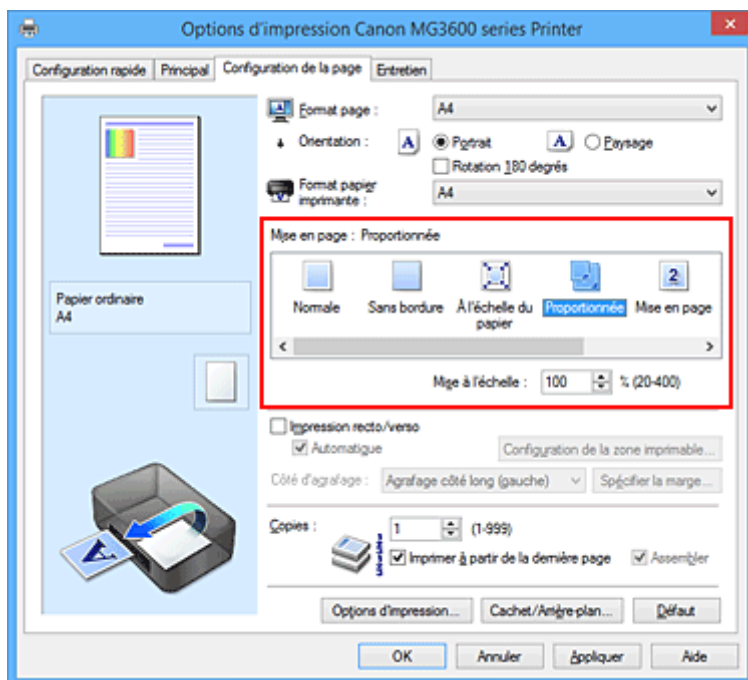 Options d'impression Canon MG3600 series Printer
Configuration rapide Principal Configuration de la page Entretien
Format page : A4
Orientation : A Portrait A Paysage
Rotation 180 degrés
Format papier imprimante : A4
Mise en page : Proportionnée
Normale Sans bordure À l'échelle du papier Proportionnée 2 Mise en page
Mise à l'échelle : 100 % (20-400)
Papier ordinaire
A4
Impression recto/verso
Automatique Configuration de la zone imprimable...
Côté d'agrafage : Agrafage côté long (gauche) Spécifier la marge...
Copies : 1 (1-999)
Imprimer à partir de la dernière page Assembler
Options d'impression... Cachet/Arrière-plan... Défaut
OK Annuler Appliquer Aide